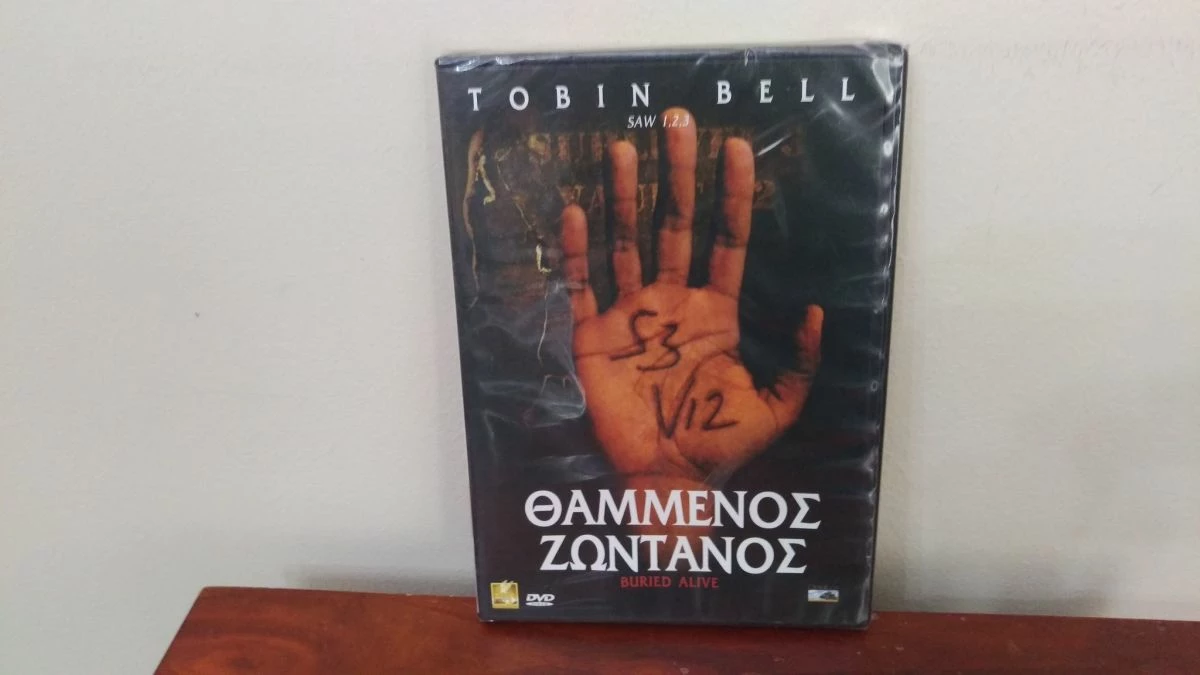 TOBIN BELL
SAW 1,2,3
S3
V12
ΘΑΜΜΕΝΟΣ
ΖΩΝΤΑΝΟΣ
BURIED ALIVE
DVD